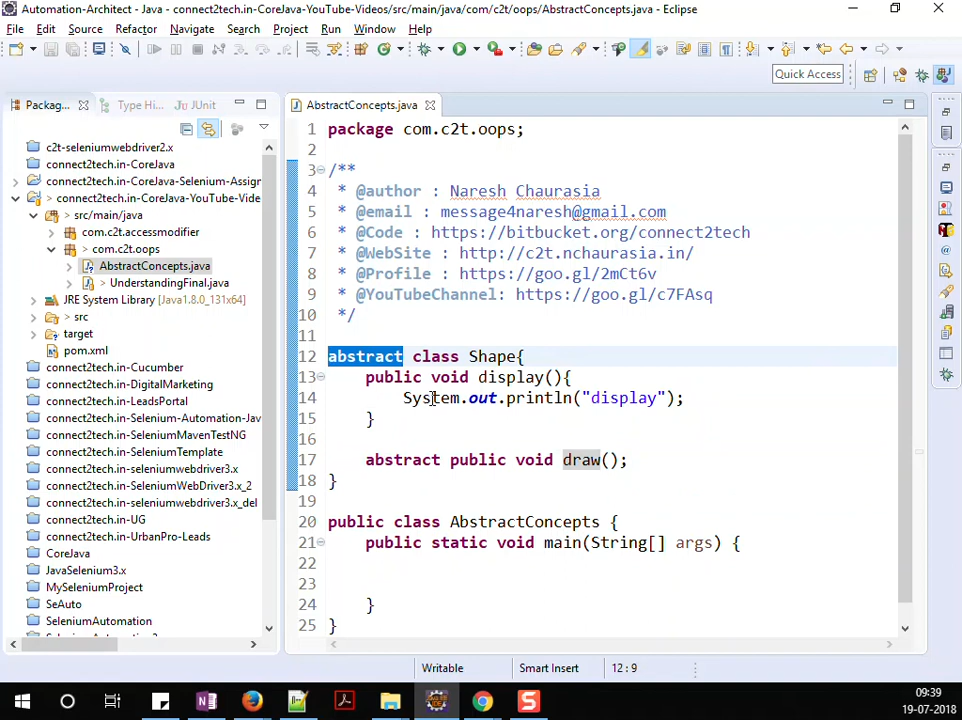 Automation-Architect - Java - connect2tech.in-CoreJava-YouTube-Videos/src/main/java/com/c2t/oops/AbstractConcepts.java - Eclipse
File Edit Source Refactor Navigate Search Project Run Window Help
Quick Access
Packag... Type Hi... JUnit
c2t-seleniumwebdriver2.x
connect2tech.in-CoreJava
connect2tech.in-CoreJava-Selenium-Assign
connect2tech.in-CoreJava-YouTube-Vide
> src/main/java
com.c2t.accessmodifier
> com.c2t.oops
AbstractConcepts.java
> UnderstandingFinal.java
JRE System Library [Java1.8.0_131x64]
> src
target
pom.xml
connect2tech.in-Cucumber
connect2tech.in-DigitalMarketing
connect2tech.in-LeadsPortal
connect2tech.in-Selenium-Automation-Jav
connect2tech.in-SeleniumMavenTestNG
connect2tech.in-SeleniumTemplate
connect2tech.in-seleniumwebdriver3.x
connect2tech.in-SeleniumWebDriver3.x_2
connect2tech.in-seleniumwebdriver3.x_del
connect2tech.in-UG
connect2tech.in-UrbanPro-Leads
CoreJava
JavaSelenium3.x
MySeleniumProject
SeAuto
SeleniumAutomation
AbstractConcepts.java
1 package com.c2t.oops;
2
3 /**
4 * @author : Naresh Chaurasia
5 * @email : message4naresh@gmail.com
6 * @Code : https://bitbucket.org/connect2tech
7 * @WebSite : http://c2t.nchaurasia.in/
8 * @Profile : https://goo.gl/2mCt6v
9 * @YouTubeChannel: https://goo.gl/c7FAsq
10 */
11
12 abstract class Shape{
13 public void display(){
14 System.out.println("display");
15 }
16
17 abstract public void draw();
18 }
19
20 public class AbstractConcepts {
21 public static void main(String[] args) {
22
23
24 }
25 }
Writable Smart Insert 12 : 9
09:39
19-07-2018